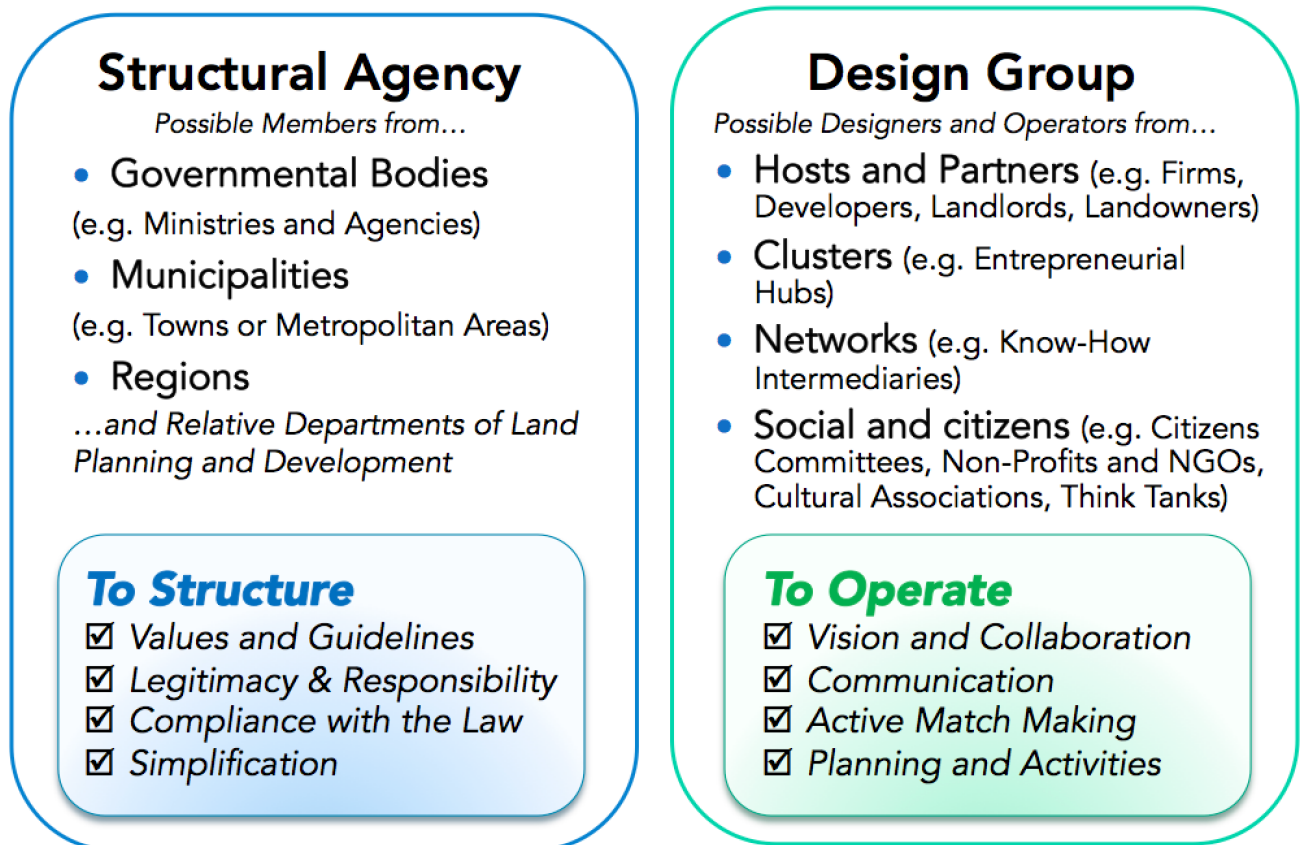 Structural Agency
Possible Members from...
• Governmental Bodies
(e.g. Ministries and Agencies)
• Municipalities
(e.g. Towns or Metropolitan Areas)
• Regions
...and Relative Departments of Land
Planning and Development
To Structure
☑ Values and Guidelines
☑ Legitimacy & Responsibility
☑ Compliance with the Law
☑ Simplification
Design Group
Possible Designers and Operators from...
• Hosts and Partners (e.g. Firms,
Developers, Landlords, Landowners)
• Clusters (e.g. Entrepreneurial
Hubs)
• Networks (e.g. Know-How
Intermediaries)
• Social and citizens (e.g. Citizens
Committees, Non-Profits and NGOs,
Cultural Associations, Think Tanks)
To Operate
☑ Vision and Collaboration
☑ Communication
☑ Active Match Making
☑ Planning and Activities